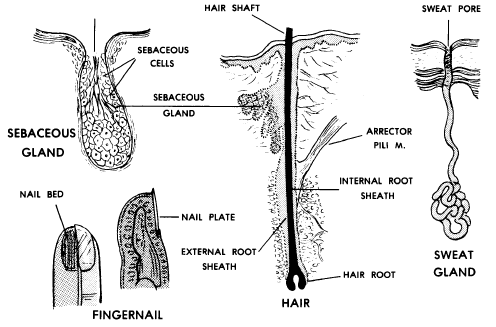 HAIR SHAFT
SWEAT PORE
SEBACEOUS
CELLS
SEBACEOUS
GLAND
SEBACEOUS
GLAND
ARRECTOR
PILI M.
NAIL BED
INTERNAL ROOT
SHEATH
NAIL PLATE
EXTERNAL ROOT
SHEATH
SWEAT
GLAND
HAIR ROOT
HAIR
FINGERNAIL